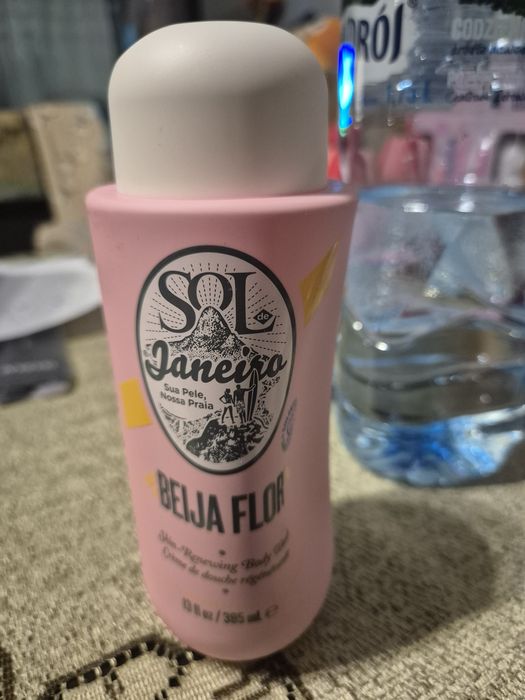 SOL de
Janeiro
Sua Pele,
Nossa Praia
BEIJA FLOR
Skin-Renewing Body
Crème de douche régénérante
13 fl oz / 385 mL ℮
RÓJ